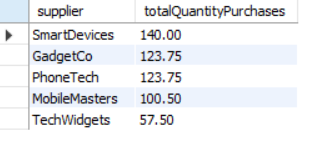 supplier totalQuantityPurchases
SmartDevices 140.00
GadgetCo 123.75
PhoneTech 123.75
MobileMasters 100.50
TechWidgets 57.50